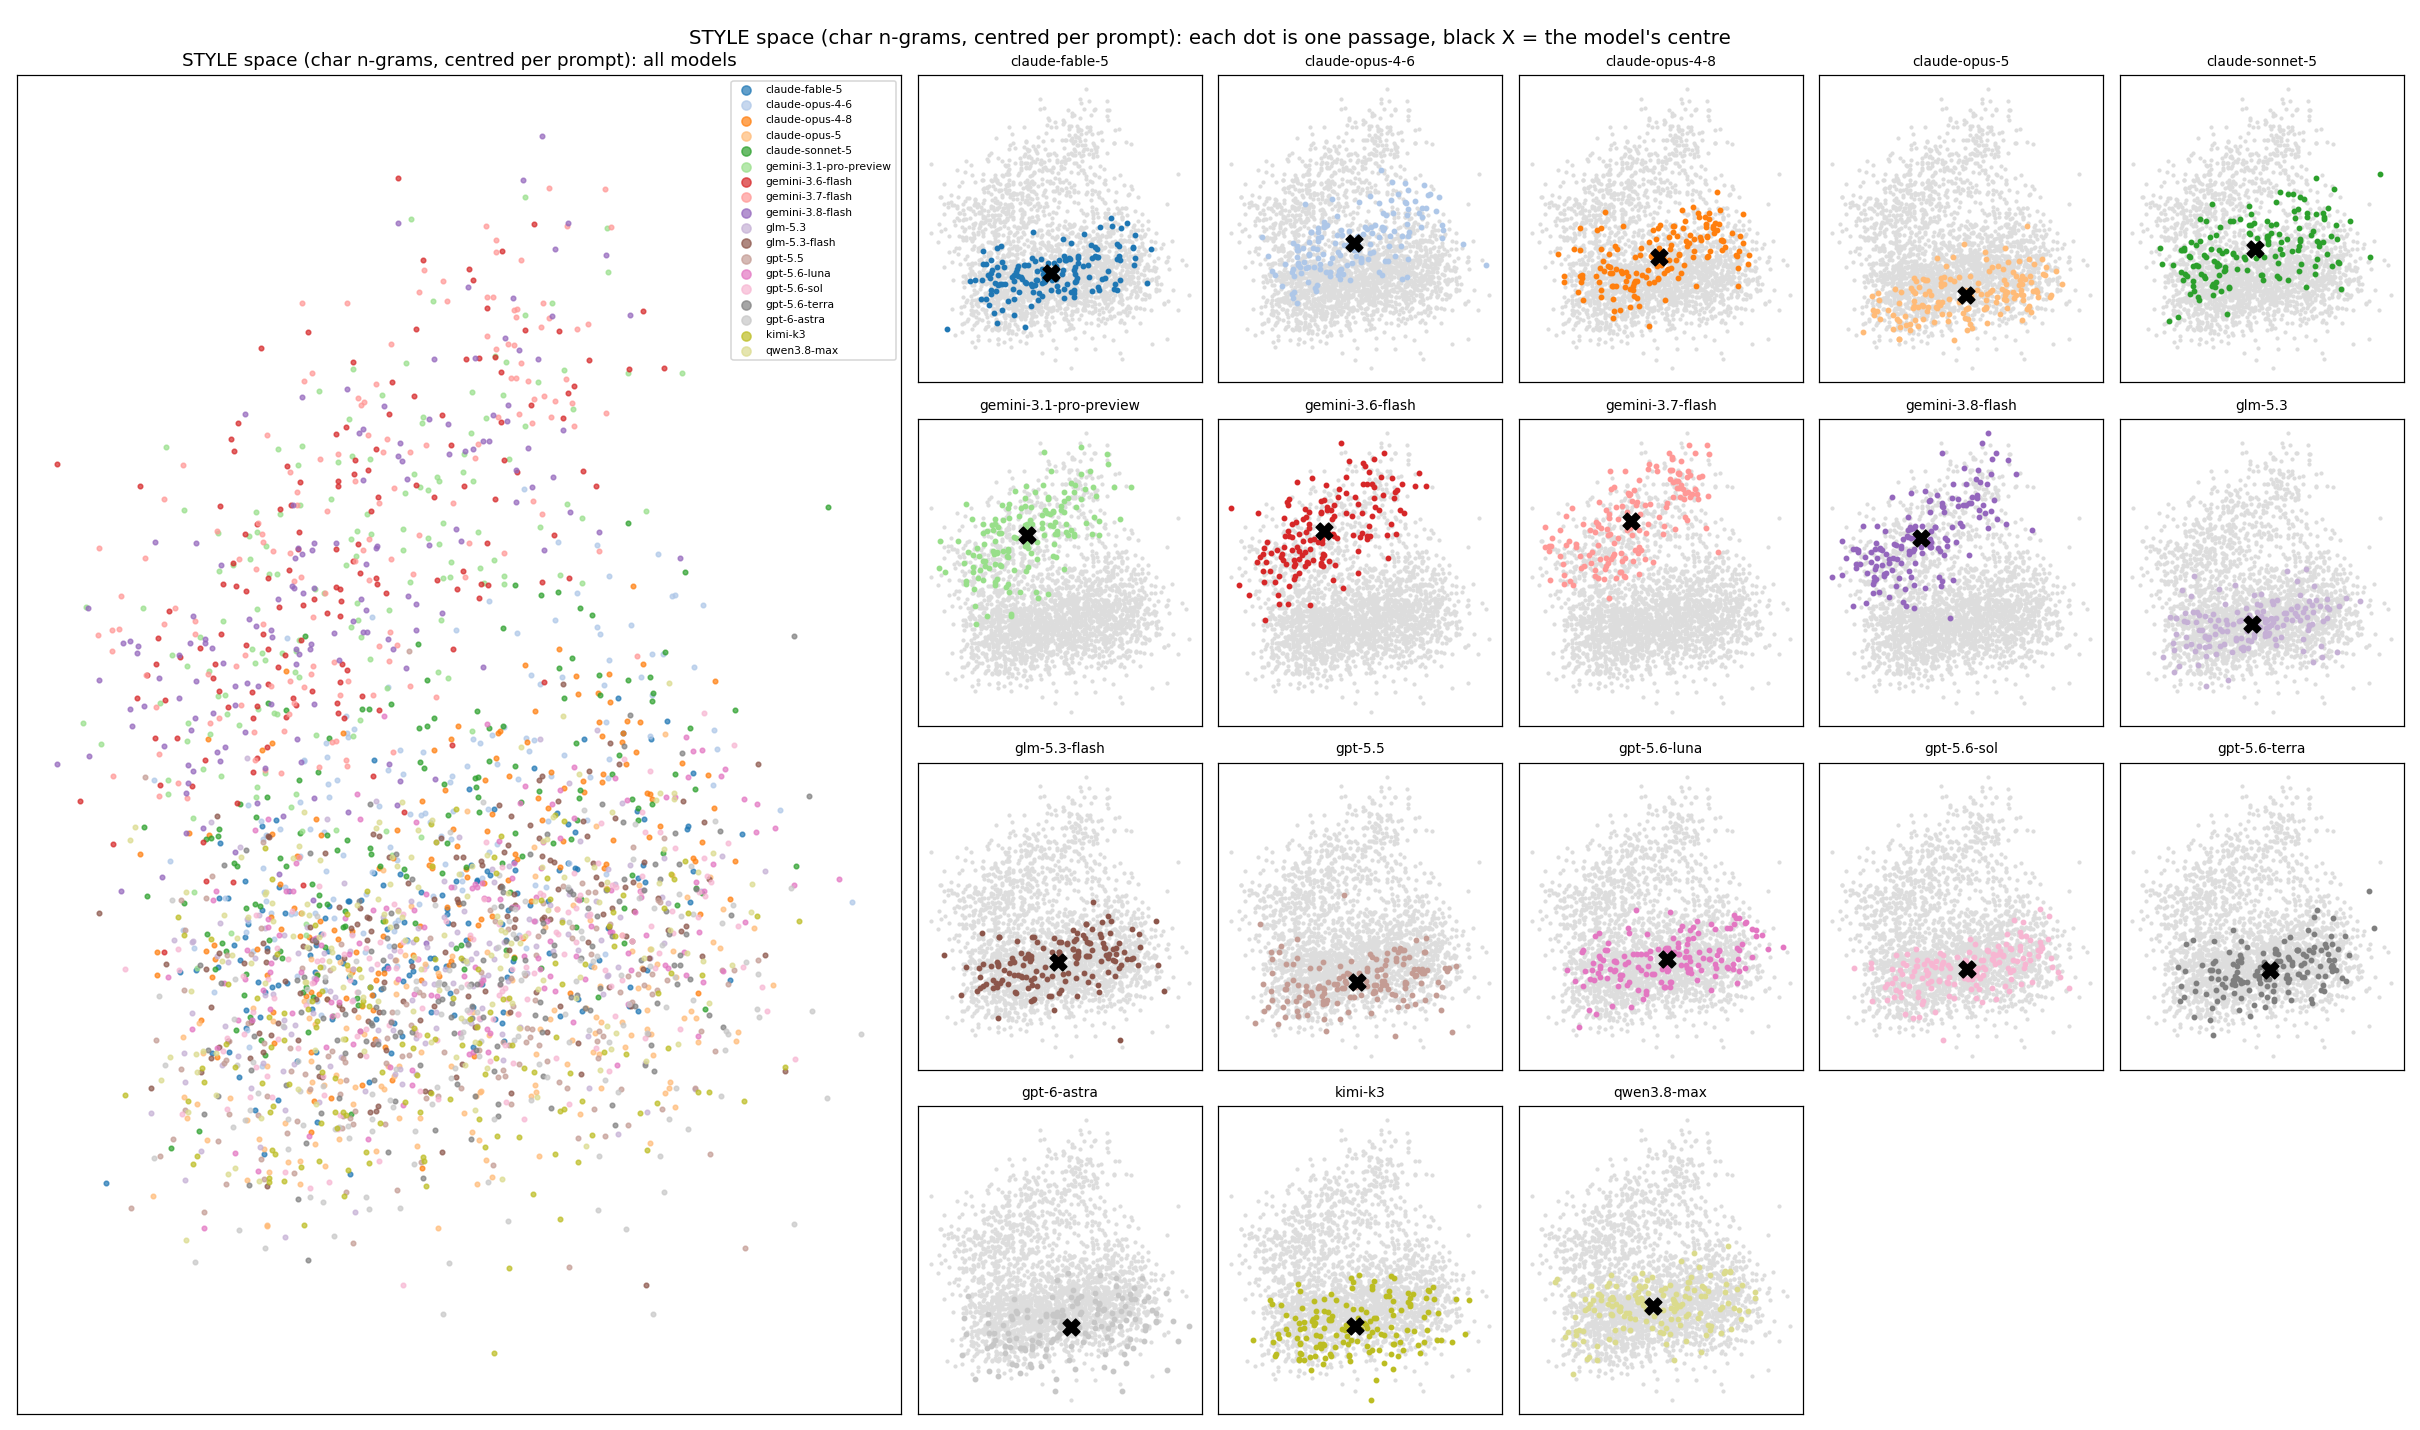 STYLE space (char n-grams, centred per prompt): each dot is one passage, black X = the model's centre
STYLE space (char n-grams, centred per prompt): all models
claude-fable-5
claude-opus-4-6
claude-opus-4-8
claude-opus-5
claude-sonnet-5
gemini-3.1-pro-preview
gemini-3.6-flash
gemini-3.7-flash
gemini-3.8-flash
glm-5.3
glm-5.3-flash
gpt-5.5
gpt-5.6-luna
gpt-5.6-sol
gpt-5.6-terra
gpt-6-astra
kimi-k3
qwen3.8-max
claude-fable-5
claude-opus-4-6
claude-opus-4-8
claude-opus-5
claude-sonnet-5
gemini-3.1-pro-preview
gemini-3.6-flash
gemini-3.7-flash
gemini-3.8-flash
glm-5.3
glm-5.3-flash
gpt-5.5
gpt-5.6-luna
gpt-5.6-sol
gpt-5.6-terra
gpt-6-astra
kimi-k3
qwen3.8-max